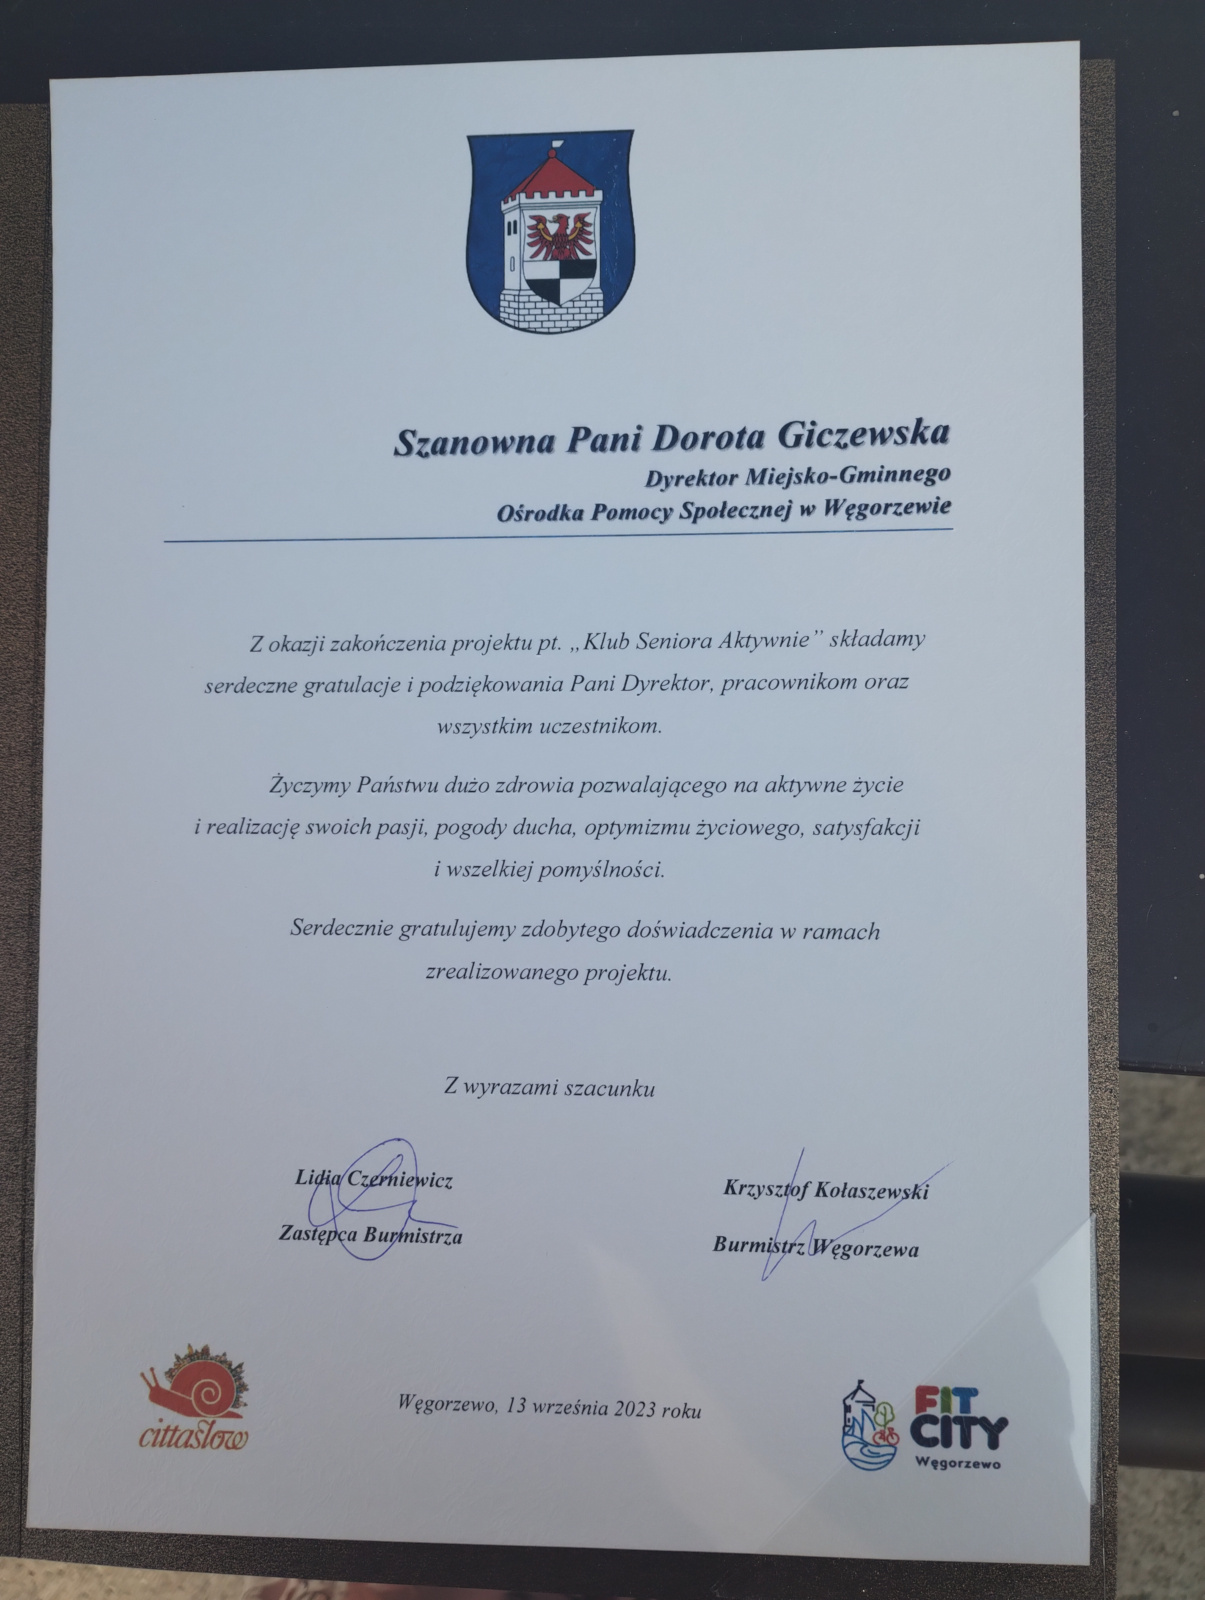 Szanowna Pani Dorota Giczewska
Dyrektor Miejsko-Gminnego
Ośrodka Pomocy Społecznej w Węgorzewie
Z okazji zakończenia projektu pt. „Klub Seniora Aktywnie” składamy
serdeczne gratulacje i podziękowania Pani Dyrektor, pracownikom oraz
wszystkim uczestnikom.
Życzymy Państwu dużo zdrowia pozwalającego na aktywne życie
i realizację swoich pasji, pogody ducha, optymizmu życiowego, satysfakcji
i wszelkiej pomyślności.
Serdecznie gratulujemy zdobytego doświadczenia w ramach
zrealizowanego projektu.
Z wyrazami szacunku
Lidia Czerniewicz
Zastępca Burmistrza
Krzysztof Kołaszewski
Burmistrz Węgorzewa
cittaslow
Węgorzewo, 13 września 2023 roku
FIT
CITY
Węgorzewo